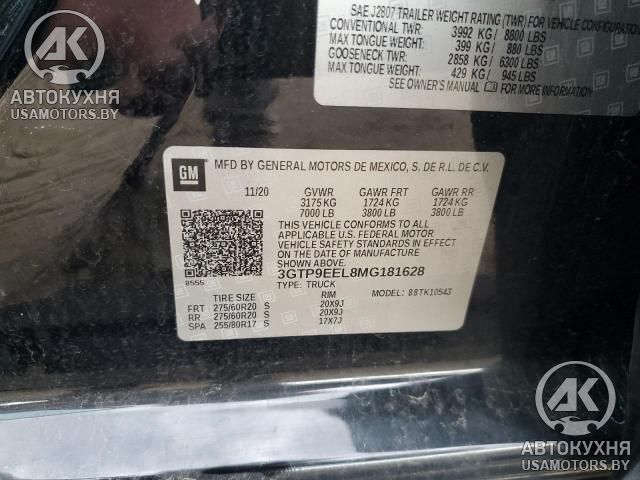 SAE J2807 TRAILER WEIGHT RATING (TWR) FOR VEHICLE CONFIGURATION
CONVENTIONAL TWR: 3992 KG / 8800 LBS
MAX TONGUE WT: 399 KG / 880 LBS
GOOSENECK TWR: 2858 KG / 6300 LBS
MAX TONGUE WT: 429 KG / 945 LBS
SEE OWNER'S MANUAL FOR MORE INFORMATION
АК
АВТОКУХНЯ
USAMOTORS.BY
GM
MFD BY GENERAL MOTORS DE MEXICO, S. DE R.L. DE C.V.
11/20 GVWR GAWR FRT GAWR RR
3175 KG 1724 KG 1724 KG
7000 LB 3800 LB 3800 LB
THIS VEHICLE CONFORMS TO ALL
APPLICABLE U.S. FEDERAL MOTOR
VEHICLE SAFETY STANDARDS IN EFFECT
ON THE DATE OF MANUFACTURE SHOWN
ABOVE.
8555
3GTP9EEL8MG181628
TYPE: TRUCK MODEL: 88TK10543
TIRE SIZE RIM
FRT 275/60R20 S 20X9J
RR 275/60R20 S 20X9J
SPA 255/80R17 S 17X7J
АК
АВТОКУХНЯ
USAMOTORS.BY